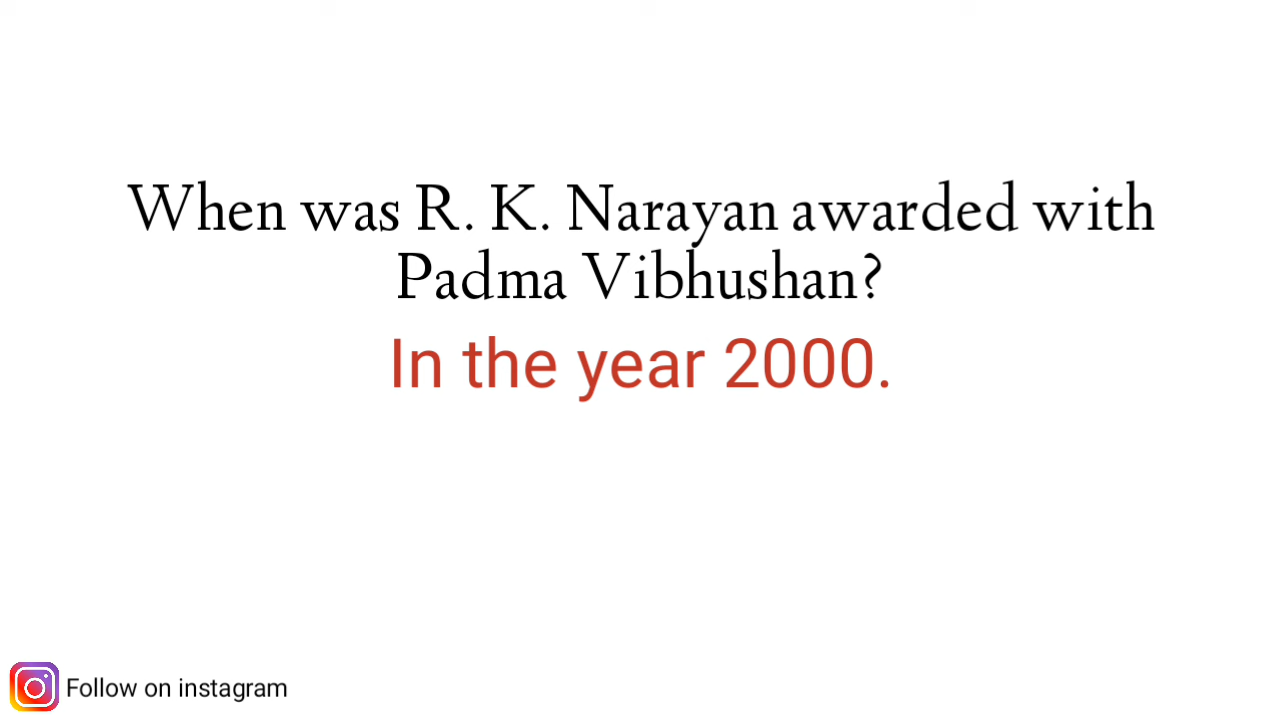 When was R. K. Narayan awarded with
Padma Vibhushan?
In the year 2000.
Follow on instagram